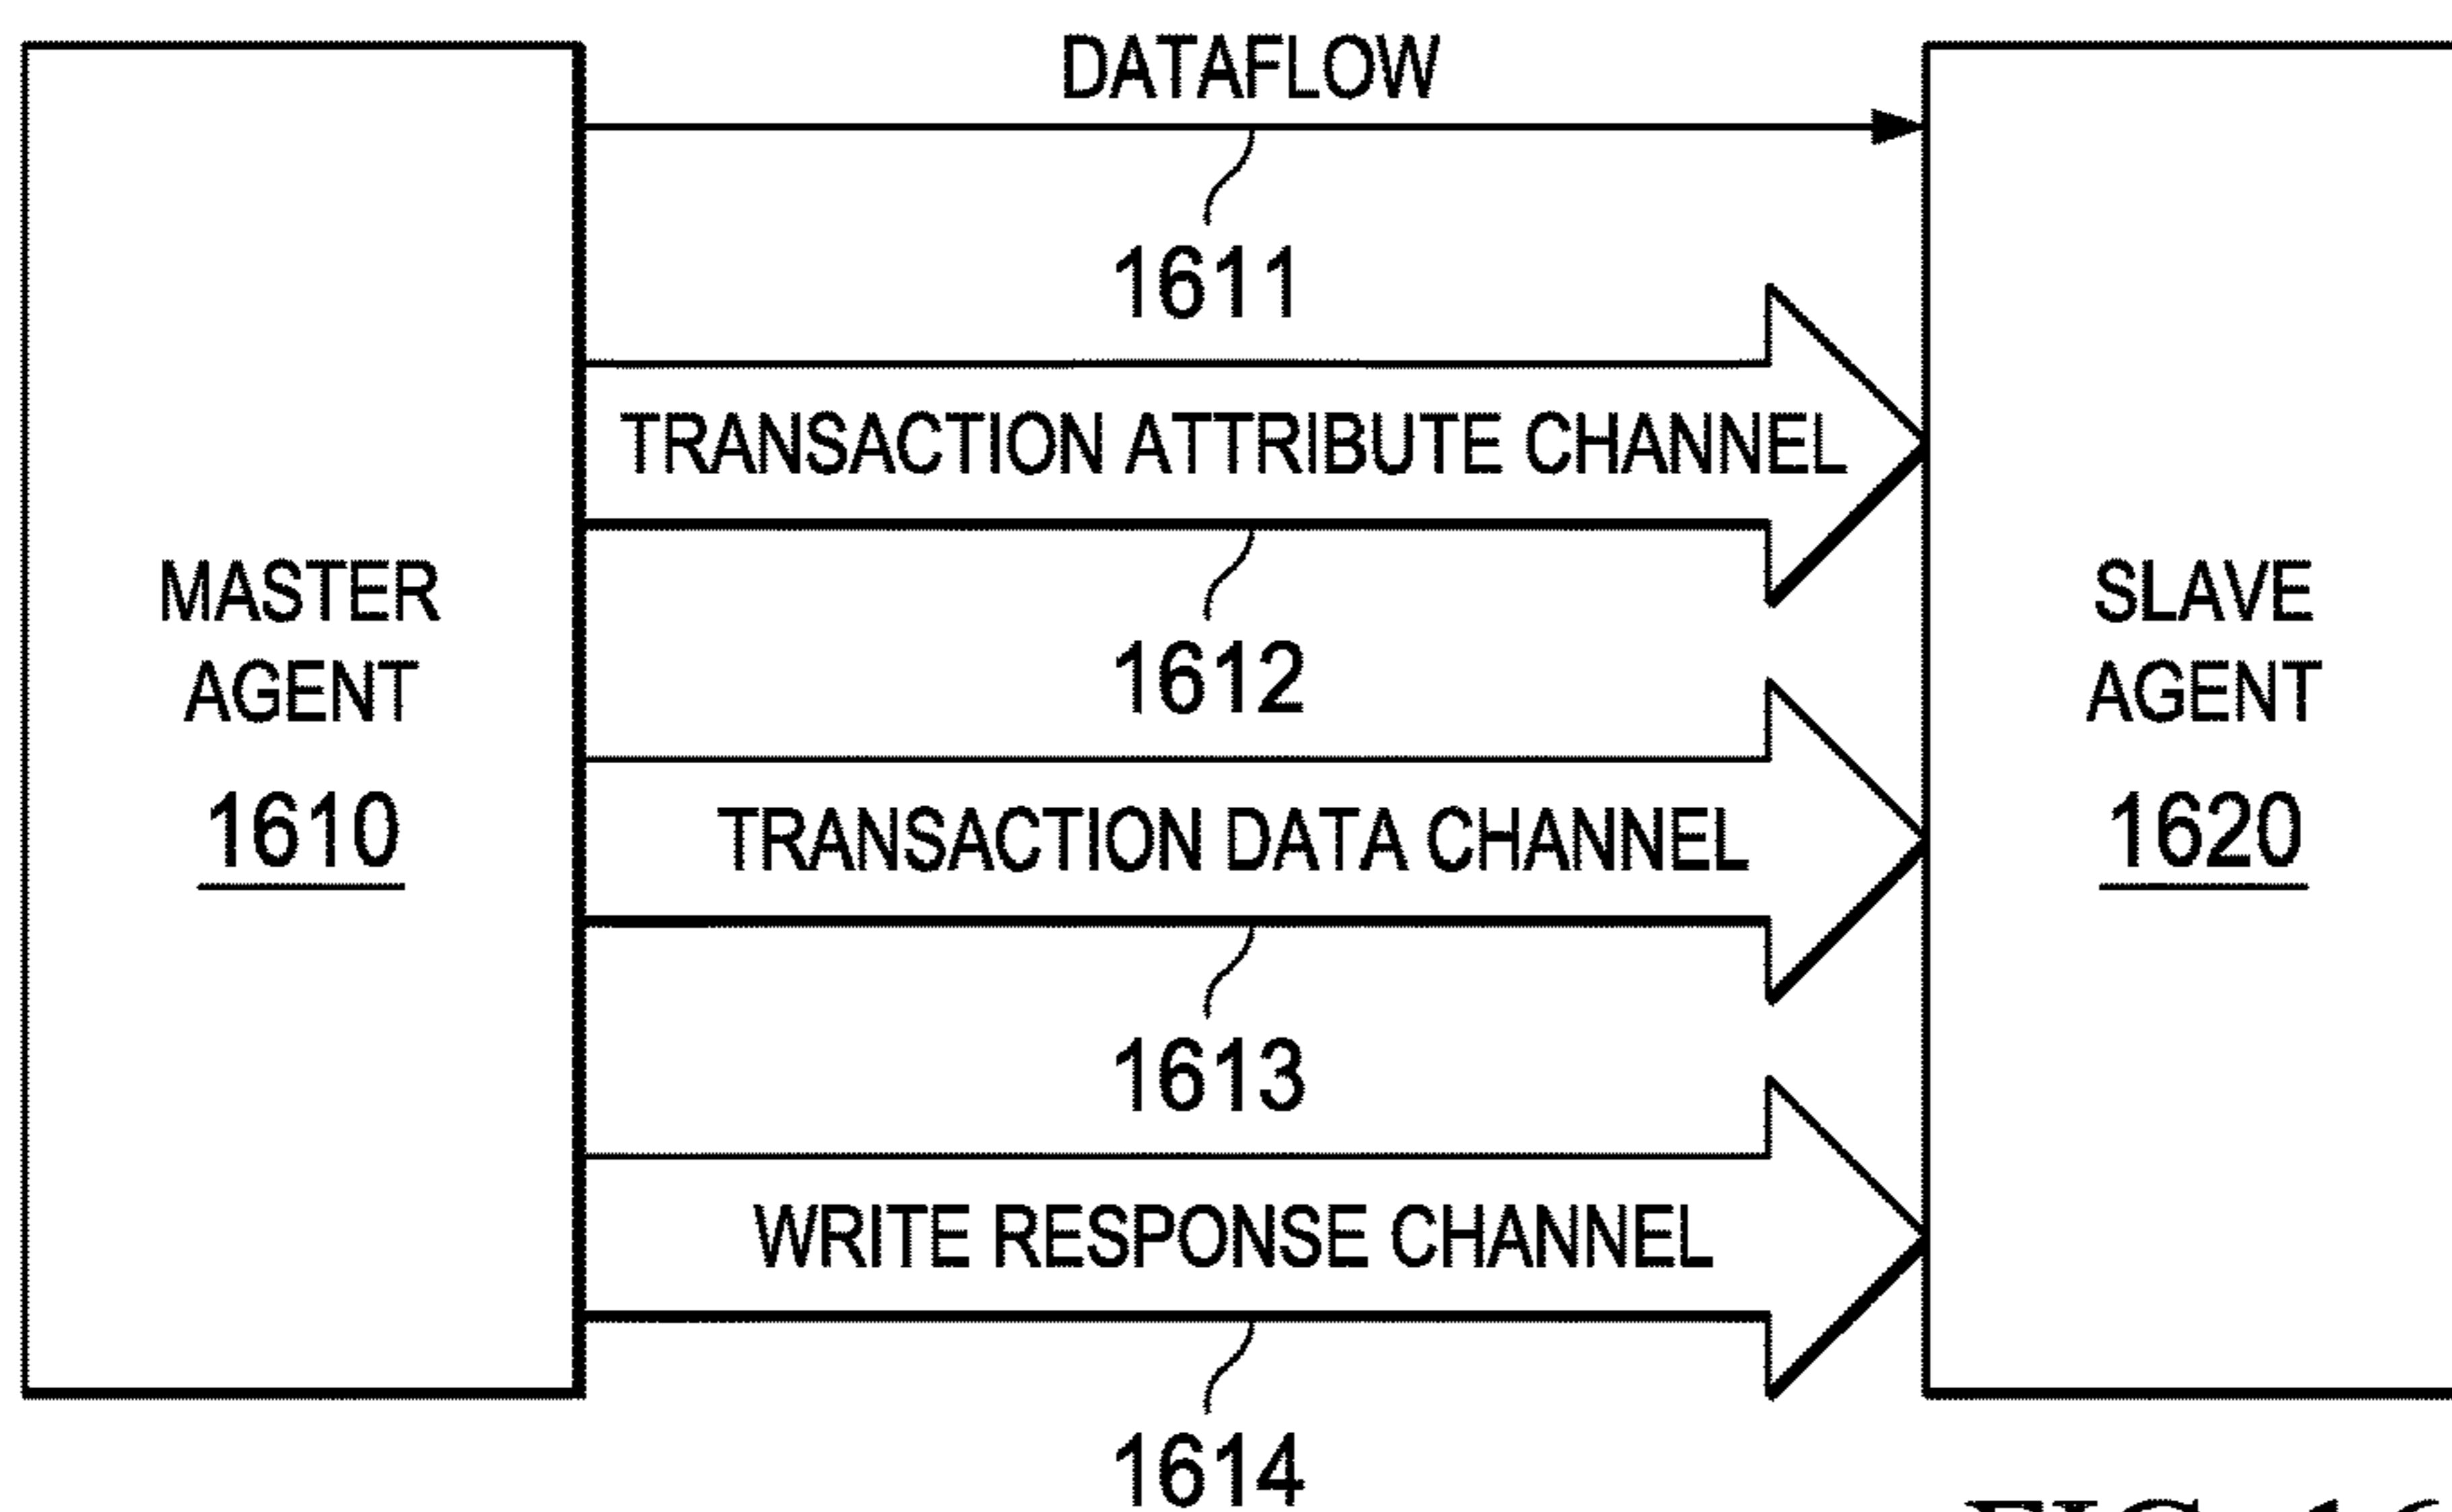 DATAFLOW
1611
TRANSACTION ATTRIBUTE CHANNEL
1612
MASTER
AGENT
1610
SLAVE
AGENT
1620
TRANSACTION DATA CHANNEL
1613
WRITE RESPONSE CHANNEL
1614